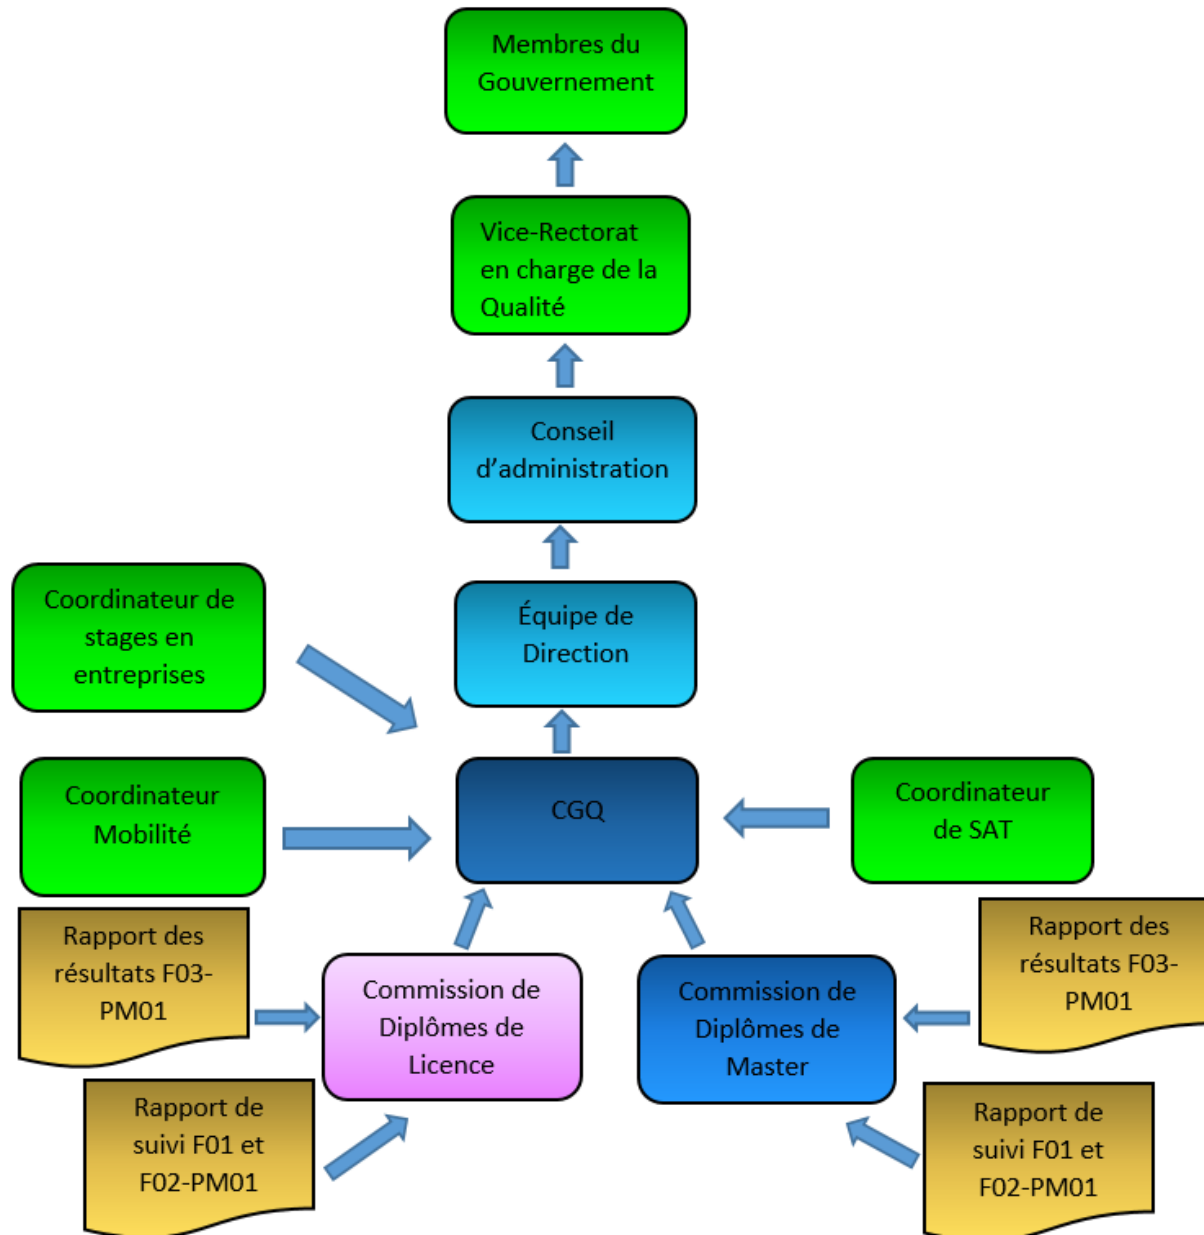 Membres du
Gouvernement
Vice-Rectorat
en charge de la
Qualité
Conseil
d’administration
Équipe de
Direction
Coordinateur de
stages en
entreprises
Coordinateur
Mobilité
CGQ
Coordinateur
de SAT
Rapport des
résultats F03-
PM01
Commission de
Diplômes de
Licence
Commission de
Diplômes de
Master
Rapport des
résultats F03-
PM01
Rapport de
suivi F01 et
F02-PM01
Rapport de
suivi F01 et
F02-PM01